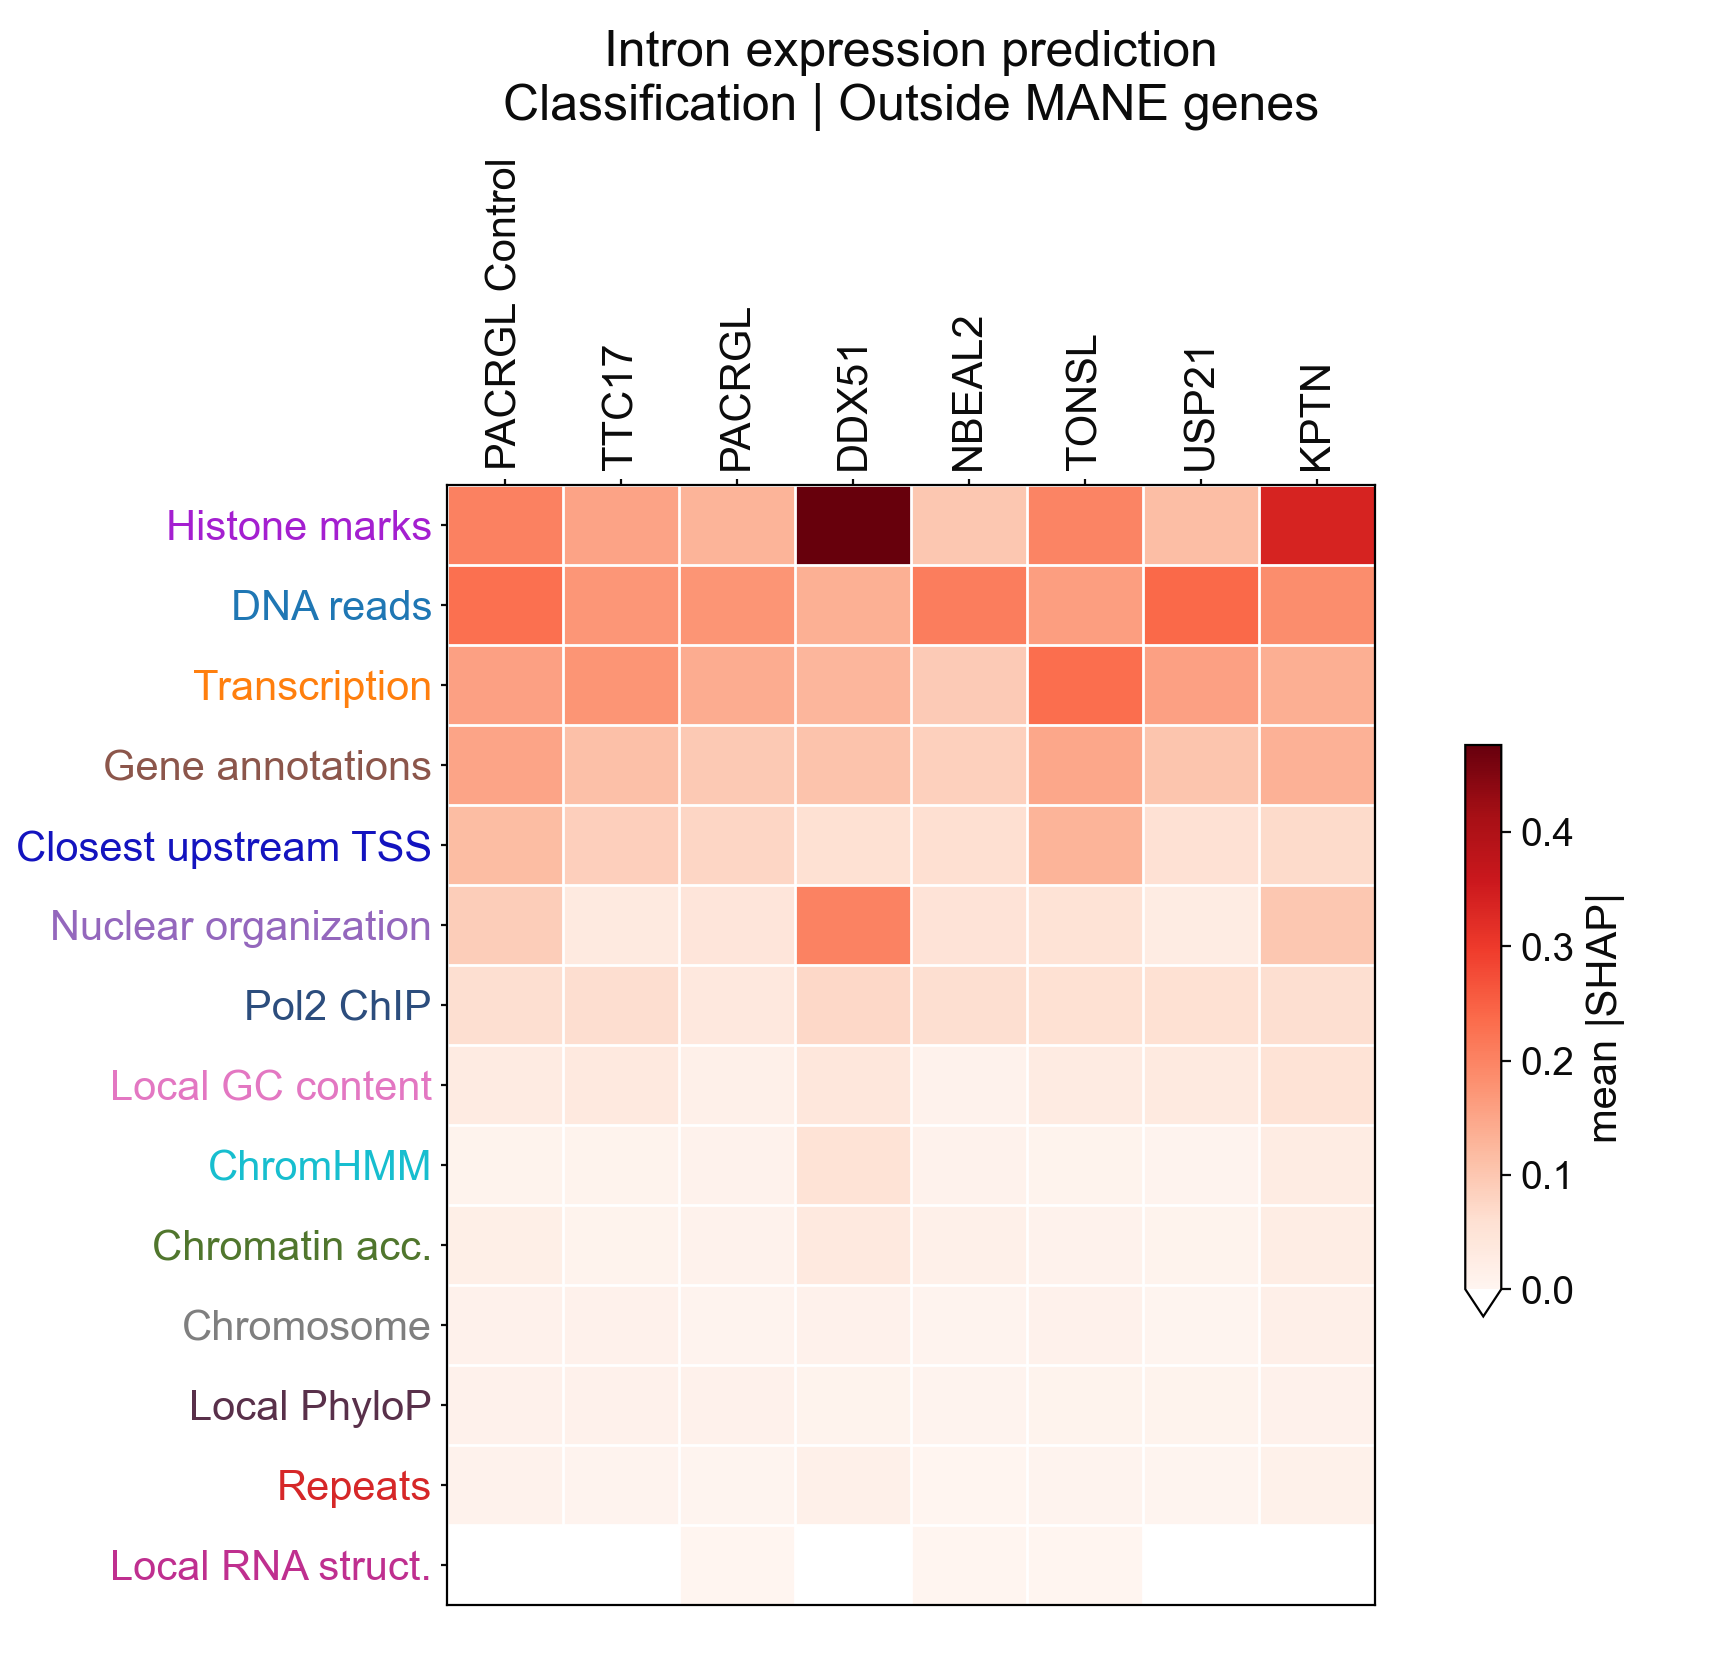 Intron expression prediction
Classification | Outside MANE genes
PACRGL Control
TTC17
PACRGL
DDX51
NBEAL2
TONSL
USP21
KPTN
Histone marks
DNA reads
Transcription
Gene annotations
Closest upstream TSS
Nuclear organization
Pol2 ChIP
Local GC content
ChromHMM
Chromatin acc.
Chromosome
Local PhyloP
Repeats
Local RNA struct.
0.4
0.3
0.2
0.1
0.0
mean |SHAP|